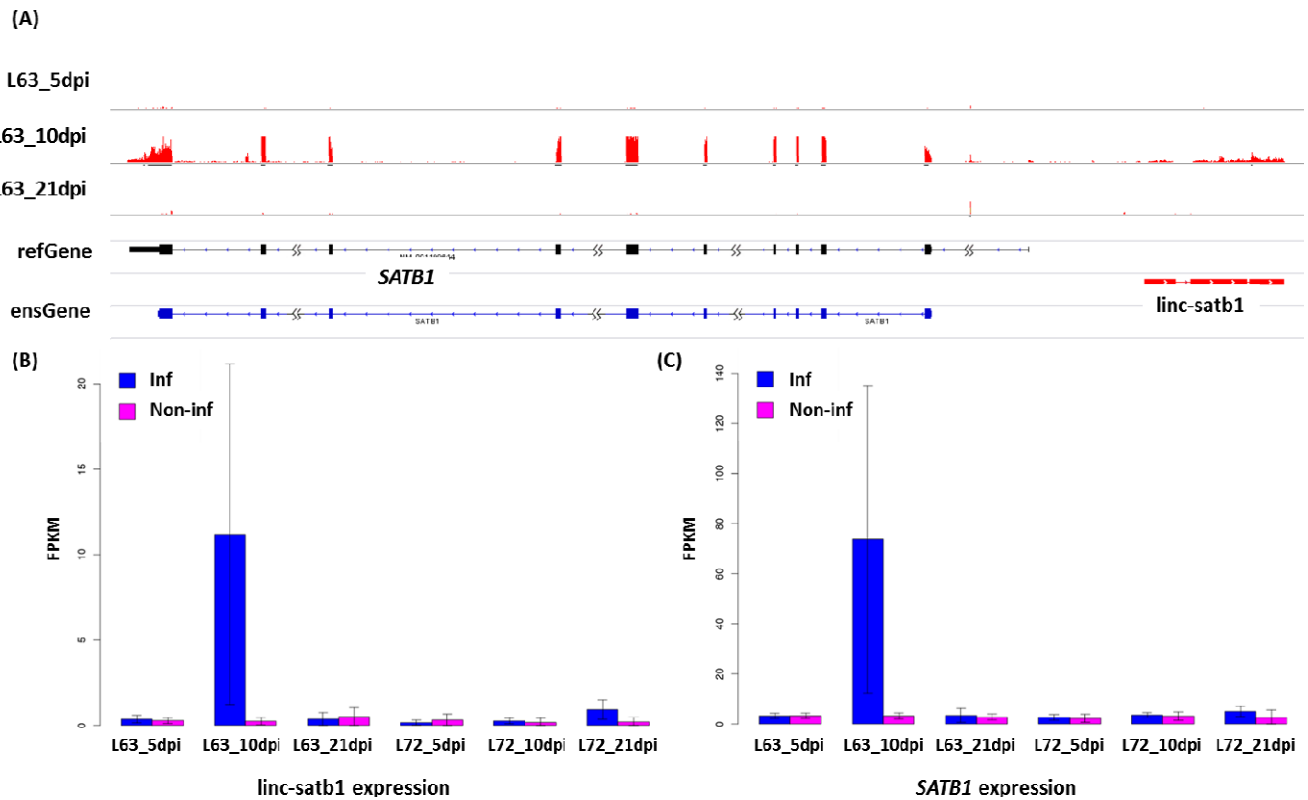 (A)
L63_5dpi
L63_10dpi
L63_21dpi
refGene
SATB1
linc-satb1
ensGene
SATB1
SATB1
(B)
Inf
Non-inf
FPKM
20
15
10
5
0
L63_5dpi L63_10dpi L63_21dpi L72_5dpi L72_10dpi L72_21dpi
linc-satb1 expression
(C)
Inf
Non-inf
FPKM
140
120
100
80
60
40
20
0
L63_5dpi L63_10dpi L63_21dpi L72_5dpi L72_10dpi L72_21dpi
SATB1 expression